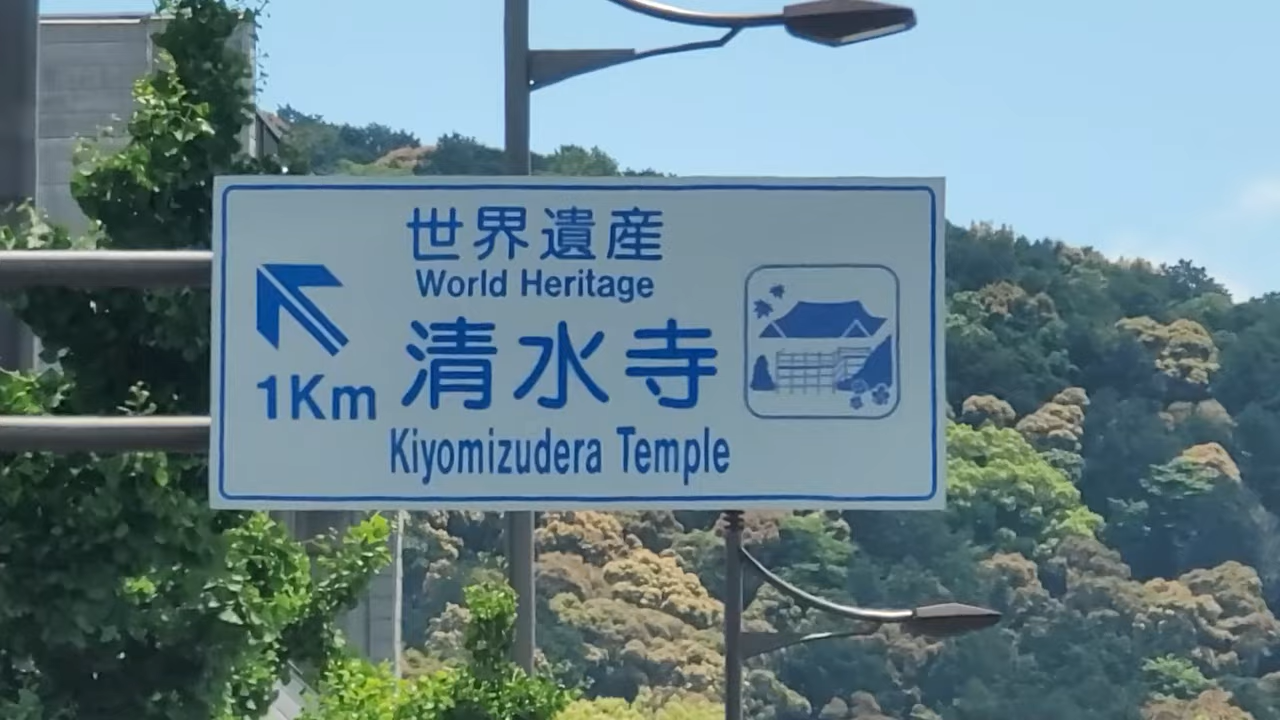 世界遺産
World Heritage
清水寺
1Km
Kiyomizudera Temple